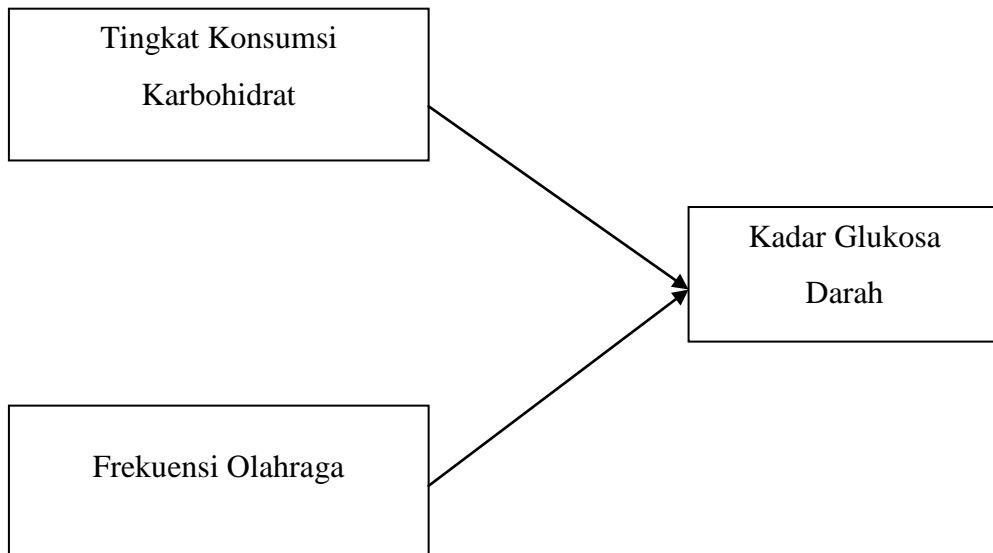 Tingkat Konsumsi
Karbohidrat
Kadar Glukosa
Darah
Frekuensi Olahraga